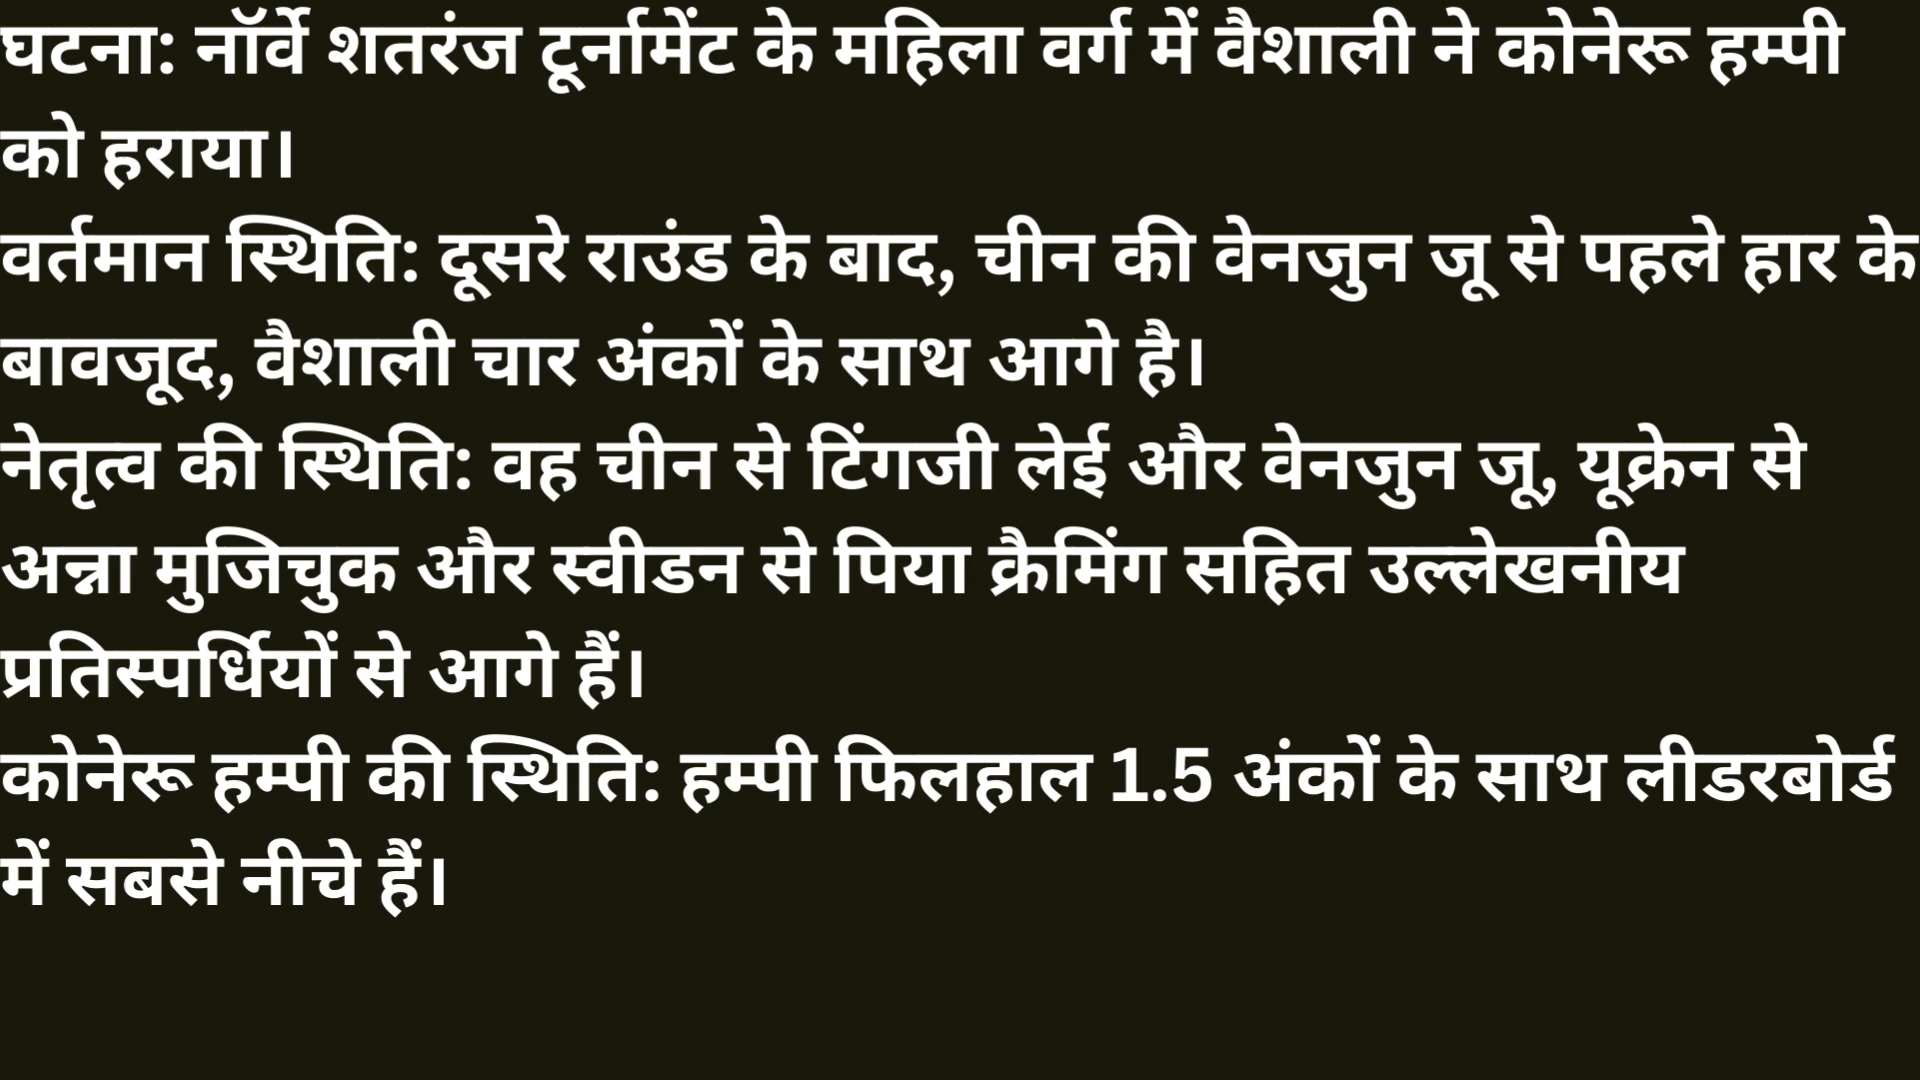 घटना: नॉर्वे शतरंज टूर्नामेंट के महिला वर्ग में वैशाली ने कोनेरू हम्पी
को हराया।
वर्तमान स्थिति: दूसरे राउंड के बाद, चीन की वेनजुन जू से पहले हार के
बावजूद, वैशाली चार अंकों के साथ आगे है।
नेतृत्व की स्थिति: वह चीन से टिंगजी लेई और वेनजुन जू, यूक्रेन से
अन्ना मुजिचुक और स्वीडन से पिया क्रैमिंग सहित उल्लेखनीय
प्रतिस्पर्धियों से आगे हैं।
कोनेरू हम्पी की स्थिति: हम्पी फिलहाल 1.5 अंकों के साथ लीडरबोर्ड
में सबसे नीचे हैं।